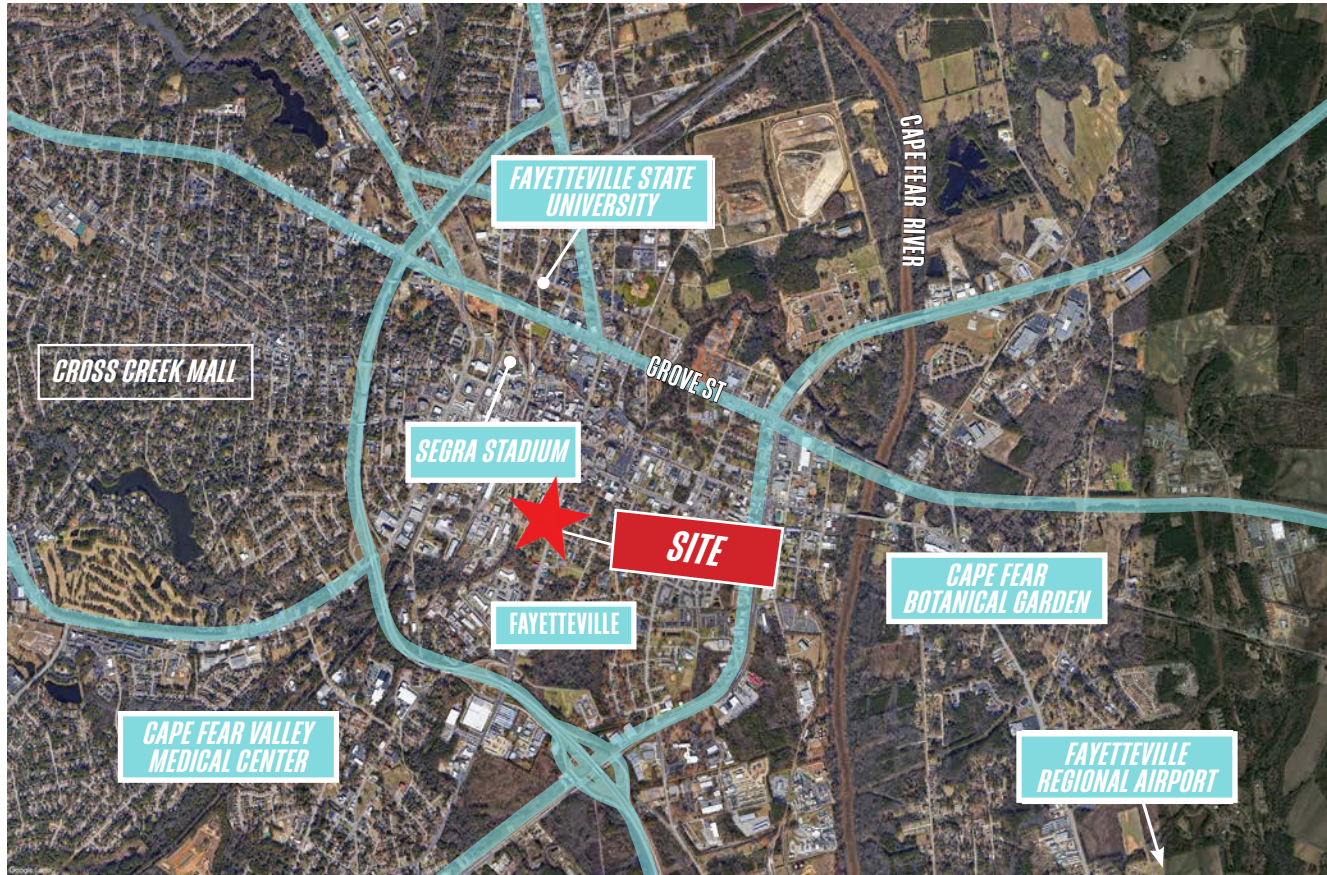 FAYETTEVILLE STATE
UNIVERSITY
CAPE FEAR RIVER
CROSS CREEK MALL
GROVE ST
SEGRA STADIUM
SITE
CAPE FEAR
BOTANICAL GARDEN
FAYETTEVILLE
CAPE FEAR VALLEY
MEDICAL CENTER
FAYETTEVILLE
REGIONAL AIRPORT